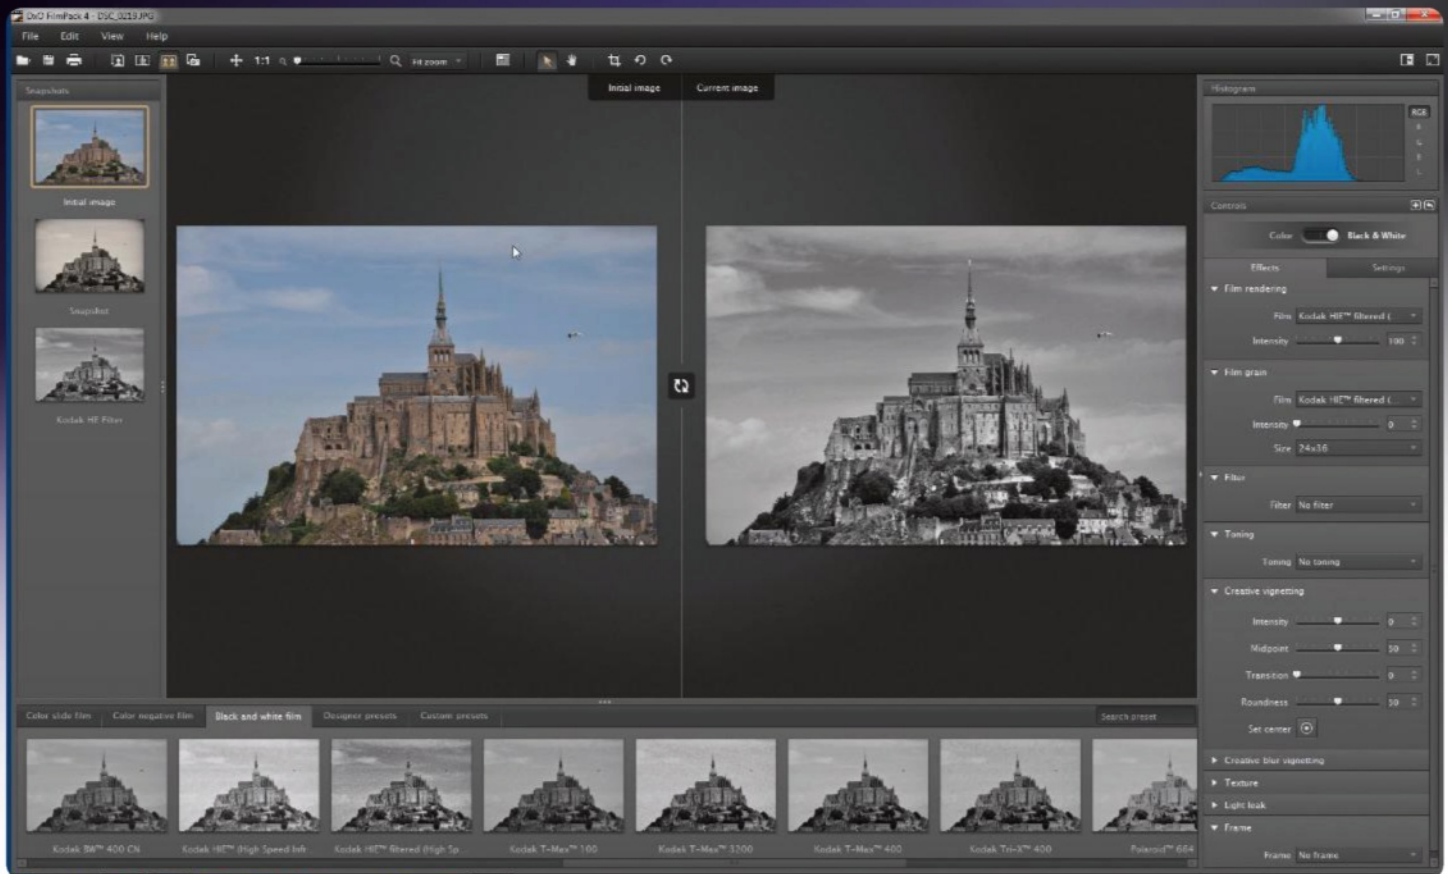 DxO FilmPack 4 - DSC_0219.JPG
File Edit View Help
1:1 Fit zoom
Snapshots
Initial image
Snapshot
Kodak HIE Filter
Initial image Current image
Histogram
RGB
R
G
B
L
Controls
Color Black & White
Effects Settings
Film rendering
Film Kodak HIE™ filtered (
Intensity 100
Film grain
Film Kodak HIE™ filtered (
Intensity 0
Size 24x36
Filter
Filter No filter
Toning
Toning No toning
Creative vignetting
Intensity 0
Midpoint 50
Transition 0
Roundness 50
Set center
Creative blur vignetting
Texture
Light leak
Frame
Frame No frame
Color slide film Color negative film Black and white film Designer presets Custom presets Search preset
Kodak BW™ 400 CN Kodak HIE™ (High Speed Infr... Kodak HIE™ filtered (High Sp... Kodak T-Max™ 100 Kodak T-Max™ 3200 Kodak T-Max™ 400 Kodak Tri-X™ 400 Polaroid™ 664